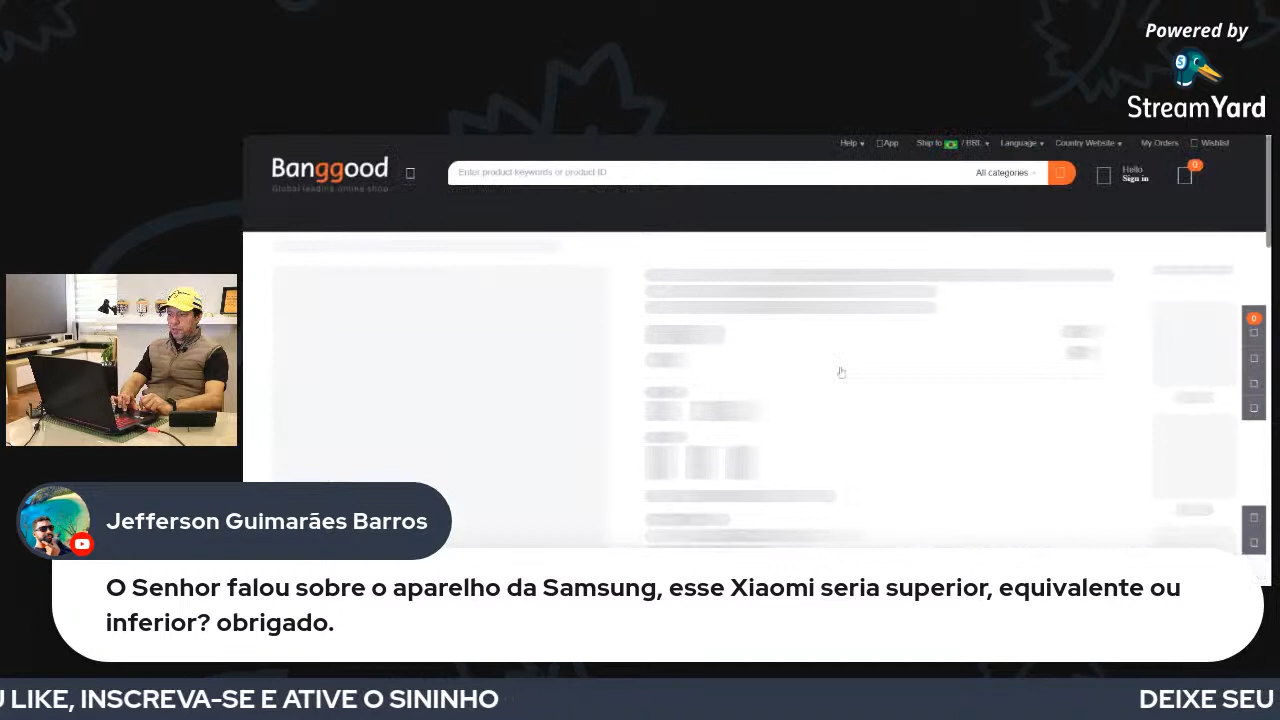 Powered by
StreamYard
Help App Ship to / BRL Language Country Website My Orders Wishlist
Banggood
Global leading online shop
Enter product keywords or product ID
All categories
Hello
Sign in
0
0
Jefferson Guimarães Barros
O Senhor falou sobre o aparelho da Samsung, esse Xiaomi seria superior, equivalente ou
inferior? obrigado.
U LIKE, INSCREVA-SE E ATIVE O SININHO DEIXE SEU